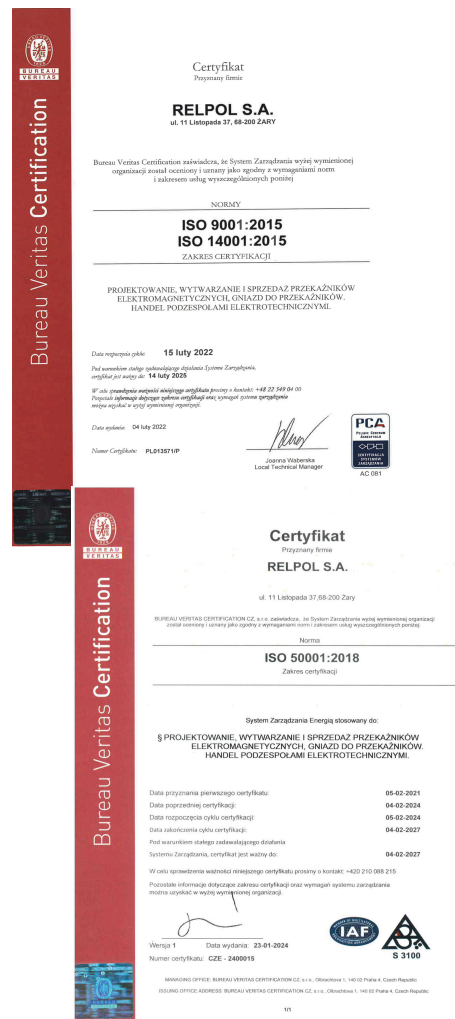 BUREAU
VERITAS
Bureau Veritas Certification
Certyfikat
Przyznany firmie
RELPOL S.A.
ul. 11 Listopada 37, 68-200 ŻARY
Bureau Veritas Certification zaświadcza, że System Zarządzania wyżej wymienionej
organizacji został oceniony i uznany jako zgodny z wymaganiami norm
i zakresem usług wyszczególnionych poniżej
NORMY
ISO 9001:2015
ISO 14001:2015
ZAKRES CERTYFIKACJI
PROJEKTOWANIE, WYTWARZANIE I SPRZEDAŻ PRZEKAŹNIKÓW
ELEKTROMAGNETYCZNYCH, GNIAZD DO PRZEKAŹNIKÓW.
HANDEL PODZESPOŁAMI ELEKTROTECHNICZNYMI.
Data rozpoczęcia cyklu: 15 luty 2022
Pod warunkiem stałego zadawalającego działania Systemu Zarządzania,
certyfikat jest ważny do: 14 luty 2025
W celu sprawdzenia ważności niniejszego certyfikatu prosimy o kontakt: +48 22 549 04 00
Pozostałe informacje dotyczące zakresu certyfikacji oraz wymagań systemu zarządzania
można uzyskać w wyżej wymienionej organizacji.
Data wydania: 04 luty 2022
Numer Certyfikatu: PL013571/P
Joanna Waberska
Local Technical Manager
PCA
POLSKIE CENTRUM
AKREDYTACJI
CERTYFIKACJA
SYSTEMÓW
ZARZĄDZANIA
AC 081
BUREAU
VERITAS
Bureau Veritas Certification
Certyfikat
Przyznany firmie
RELPOL S.A.
ul. 11 Listopada 37,68-200 Żary
BUREAU VERITAS CERTIFICATION CZ, s.r.o. zaświadcza, że System Zarządzania wyżej wymienionej organizacji
został oceniony i uznany jako zgodny z wymaganiami norm i zakresem usług wyszczególnionych poniżej
Norma
ISO 50001:2018
Zakres certyfikacji
System Zarządzania Energią stosowany do:
§ PROJEKTOWANIE, WYTWARZANIE I SPRZEDAŻ PRZEKAŹNIKÓW
ELEKTROMAGNETYCZNYCH, GNIAZD DO PRZEKAŹNIKÓW.
HANDEL PODZESPOŁAMI ELEKTROTECHNICZNYMI.
Data przyznania pierwszego certyfikatu: 05-02-2021
Data poprzedniej certyfikacji: 04-02-2024
Data rozpoczęcia cyklu certyfikacji: 05-02-2024
Data zakończenia cyklu certyfikacji: 04-02-2027
Pod warunkiem stałego zadawalającego działania
Systemu Zarządzania, certyfikat jest ważny do: 04-02-2027
W celu sprawdzenia ważności niniejszego certyfikatu prosimy o kontakt: +420 210 088 215
Pozostałe informacje dotyczące zakresu certyfikacji oraz wymagań systemu zarządzania
można uzyskać w wyżej wymienionej organizacji.
Wersja 1 Data wydania: 23-01-2024
Numer certyfikatu: CZE - 2400015
IAF
S 3100
MANAGING OFFICE: BUREAU VERITAS CERTIFICATION CZ, s.r.o., Olbrachtova 1, 140 02 Praha 4, Czech Republic
ISSUING OFFICE ADDRESS: BUREAU VERITAS CERTIFICATION CZ, s.r.o., Olbrachtova 1, 140 02 Praha 4, Czech Republic
1/1